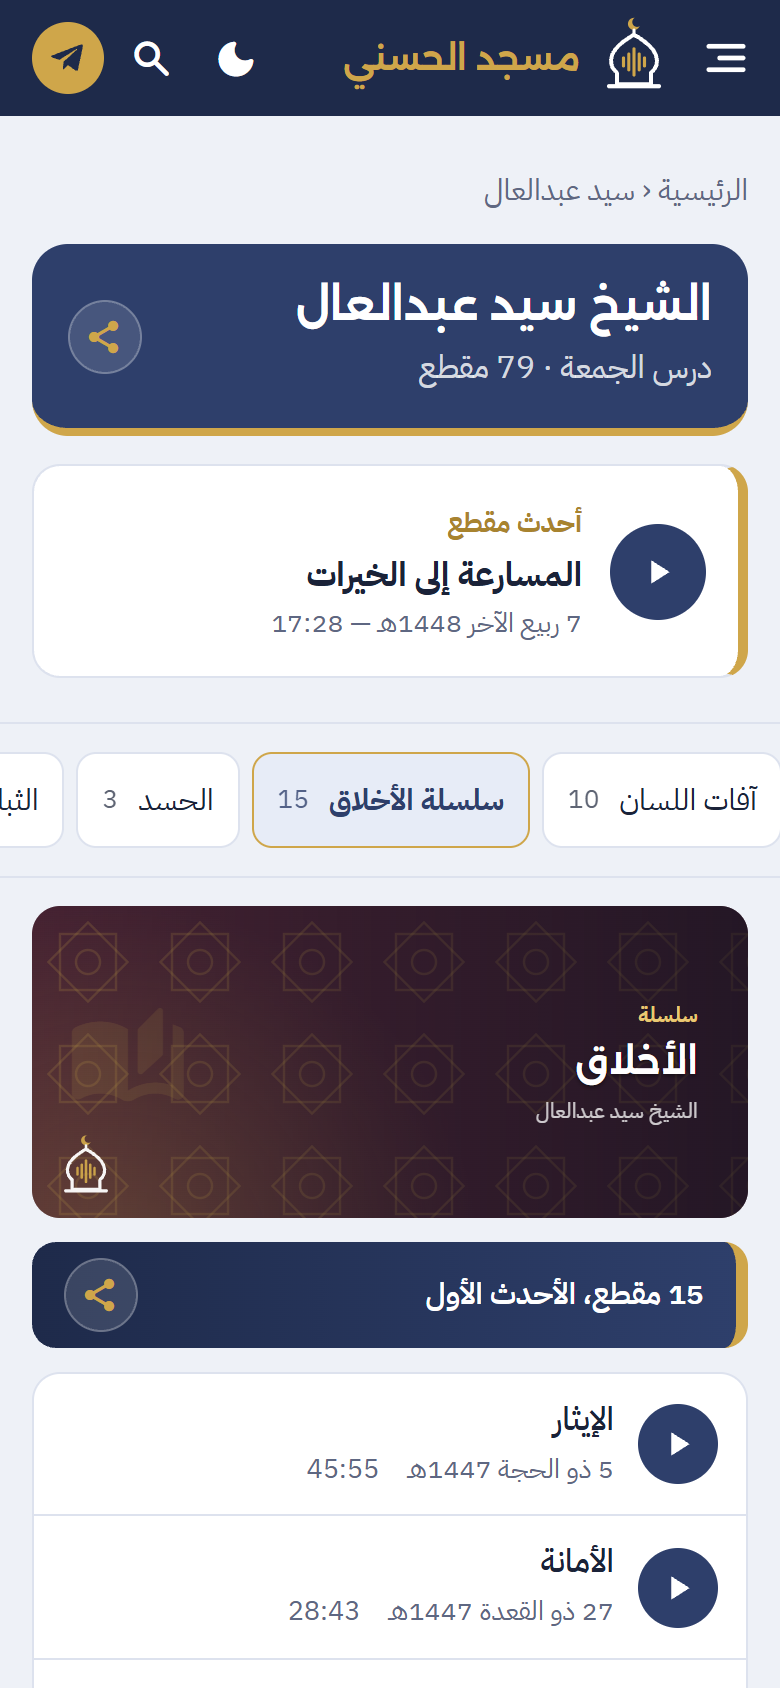 مسجد الحسني
الرئيسية › سيد عبدالعال
الشيخ سيد عبدالعال
درس الجمعة · 79 مقطع
أحدث مقطع
المسارعة إلى الخيرات
7 ربيع الآخر 1448هـ — 17:28
آفات اللسان 10
سلسلة الأخلاق 15
الحسد 3
الثبا
سلسلة
الأخلاق
الشيخ سيد عبدالعال
15 مقطع، الأحدث الأول
الإيثار
5 ذو الحجة 1447هـ 45:55
الأمانة
27 ذو القعدة 1447هـ 28:43